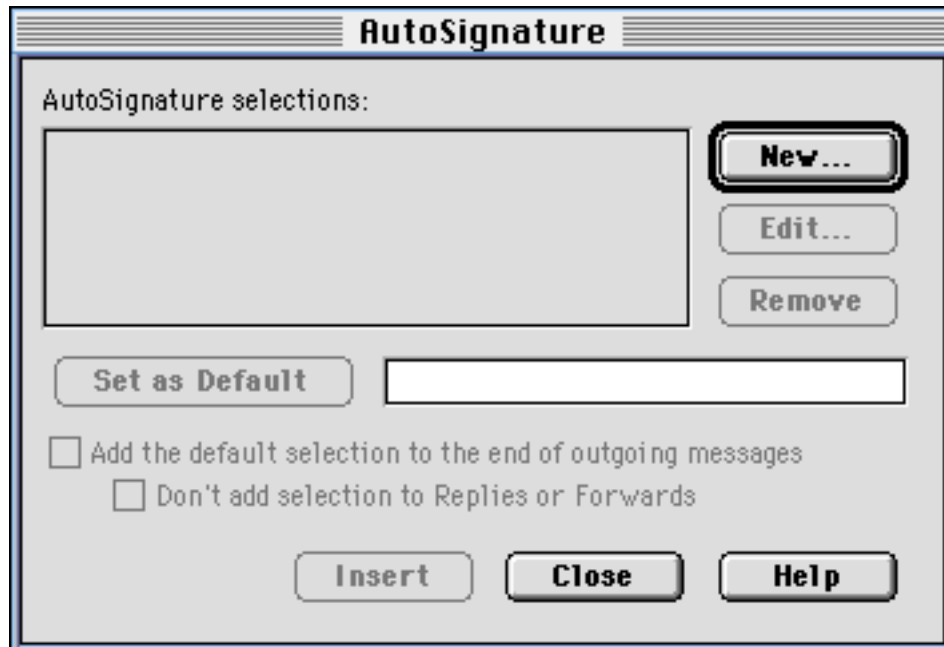 AutoSignature
AutoSignature selections:
New...
Edit...
Remove
Set as Default
Add the default selection to the end of outgoing messages
Don't add selection to Replies or Forwards
Insert Close Help